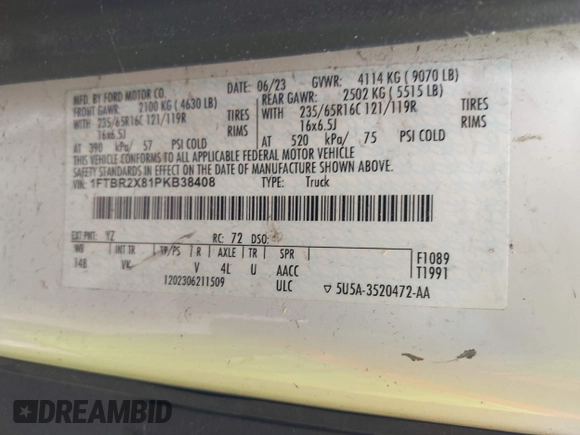 MFD. BY FORD MOTOR CO. DATE: 06/23 GVWR: 4114 KG ( 9070 LB)
FRONT GAWR: 2100 KG ( 4630 LB) REAR GAWR: 2502 KG ( 5515 LB)
WITH 235/65R16C 121/119R TIRES WITH 235/65R16C 121/119R TIRES
16x6.5J RIMS 16x6.5J RIMS
AT 390 kPa/ 57 PSI COLD AT 520 kPa/ 75 PSI COLD
THIS VEHICLE CONFORMS TO ALL APPLICABLE FEDERAL MOTOR VEHICLE
SAFETY STANDARDS IN EFFECT ON THE DATE OF MANUFACTURE SHOWN ABOVE.
VIN: 1FTBR2X81PKB38408 TYPE: Truck
EXT PNT: YZ RC: 72 DSO:
WB INT TR TP/PS R AXLE TR SPR F1089
148 VK V 4L U AACC T1991
1202306211509 ULC ▽ 5U5A-3520472-AA
DREAMBID